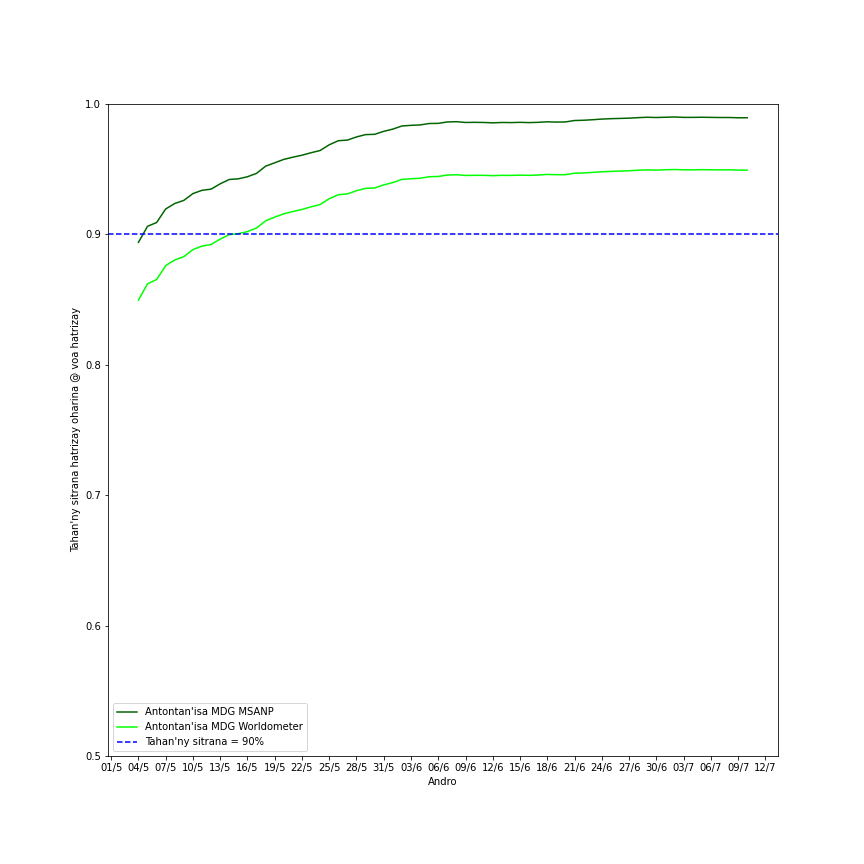 1.0
0.9
0.8
0.7
0.6
0.5
Tahan'ny sitrana hatrizay oharina @ voa hatrizay
Antontan'isa MDG MSANP
Antontan'isa MDG Worldometer
Tahan'ny sitrana = 90%
01/5 04/5 07/5 10/5 13/5 16/5 19/5 22/5 25/5 28/5 31/5 03/6 06/6 09/6 12/6 15/6 18/6 21/6 24/6 27/6 30/6 03/7 06/7 09/7 12/7
Andro